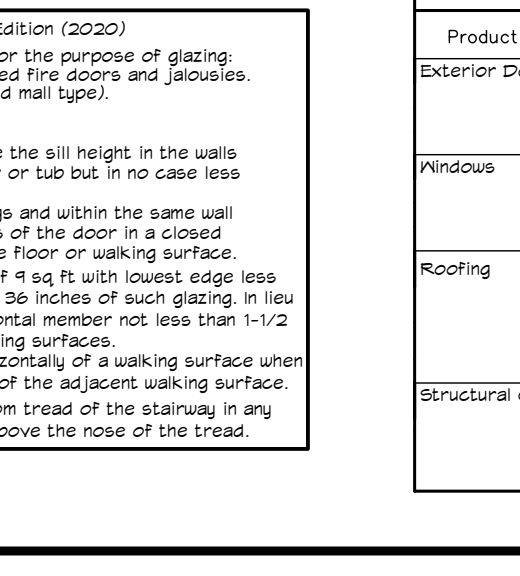 Edition (2020)
or the purpose of glazing:
ed fire doors and jalousies.
d mall type).
e the sill height in the walls
r or tub but in no case less
gs and within the same wall
s of the door in a closed
e floor or walking surface.
f 9 sq ft with lowest edge less
36 inches of such glazing. In lieu
ontal member not less than 1-1/2
ing surfaces.
zontally of a walking surface when
of the adjacent walking surface.
om tread of the stairway in any
bove the nose of the tread.
Product
Exterior Do
Windows
Roofing
Structural